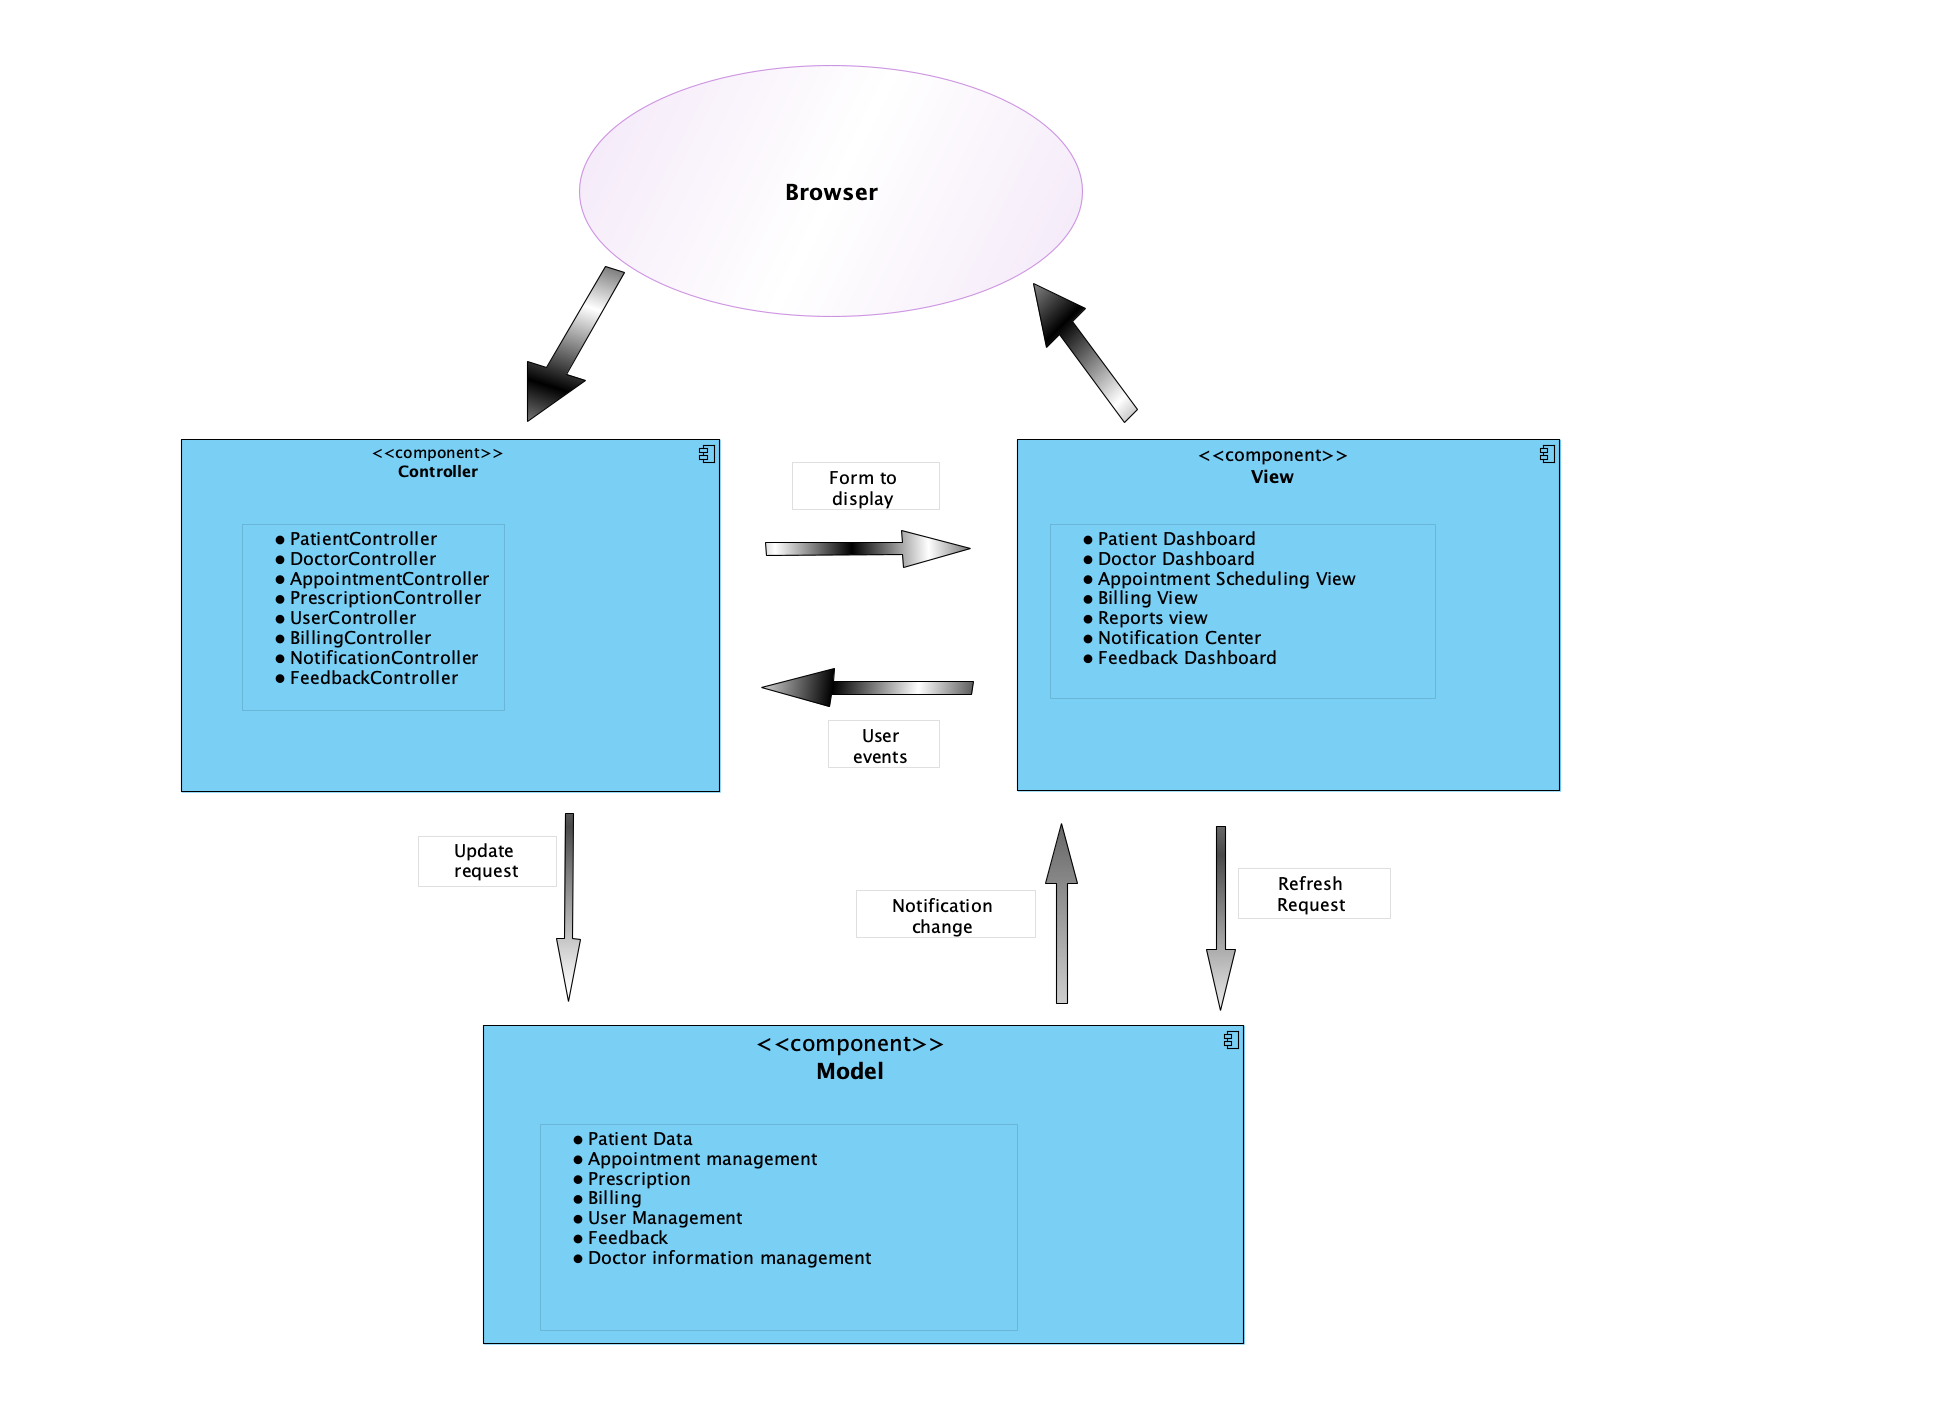 Browser
<<component>>
Controller
● PatientController
● DoctorController
● AppointmentController
● PrescriptionController
● UserController
● BillingController
● NotificationController
● FeedbackController
Form to
display
User
events
<<component>>
View
● Patient Dashboard
● Doctor Dashboard
● Appointment Scheduling View
● Billing View
● Reports view
● Notification Center
● Feedback Dashboard
Update
request
Notification
change
Refresh
Request
<<component>>
Model
● Patient Data
● Appointment management
● Prescription
● Billing
● User Management
● Feedback
● Doctor information management